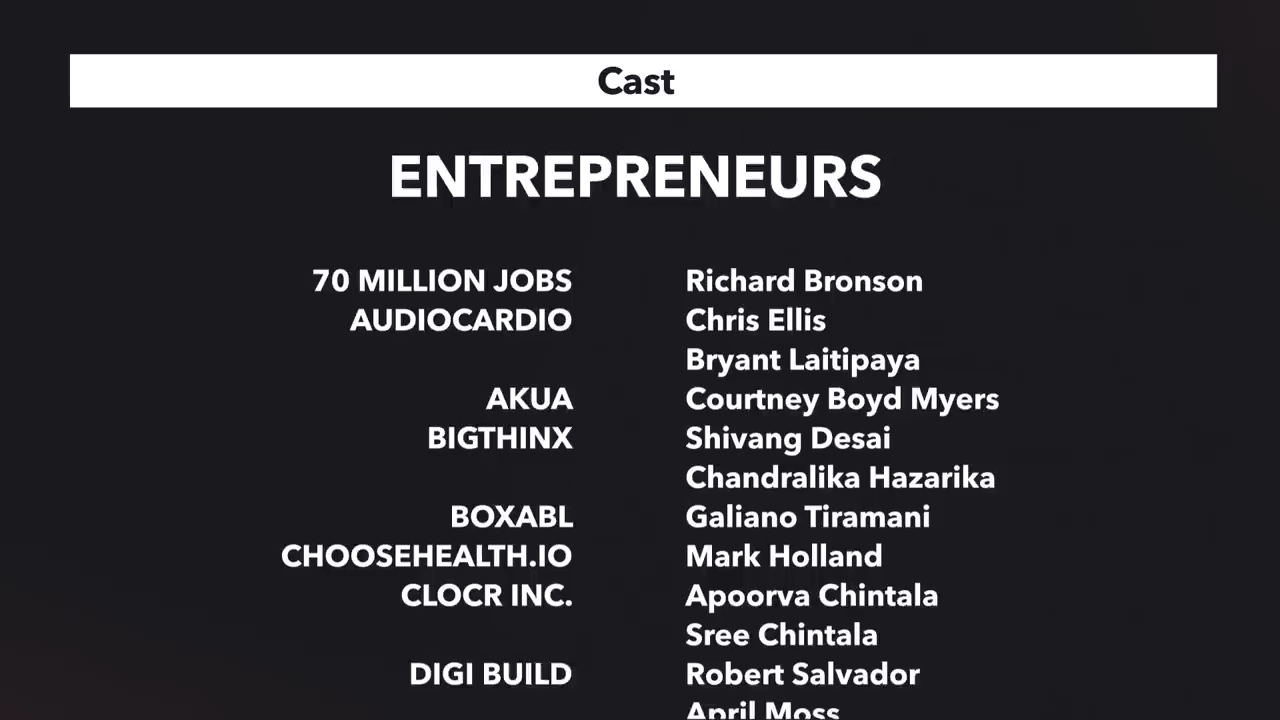 Cast
ENTREPRENEURS
70 MILLION JOBS Richard Bronson
AUDIOCARDIO Chris Ellis
Bryant Laitipaya
AKUA Courtney Boyd Myers
BIGTHINX Shivang Desai
Chandralika Hazarika
BOXABL Galiano Tiramani
CHOOSEHEALTH.IO Mark Holland
CLOCR INC. Apoorva Chintala
Sree Chintala
DIGI BUILD Robert Salvador
April Moss